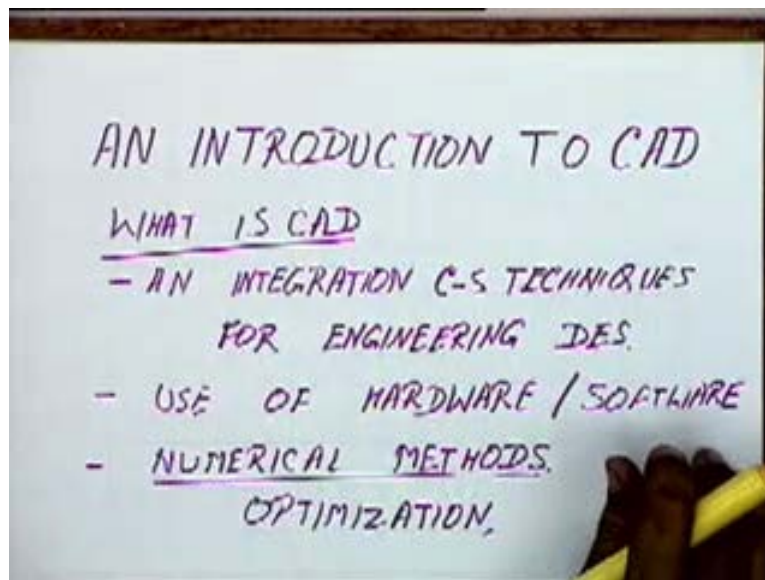 AN INTRODUCTION TO CAD
WHAT IS CAD
- AN INTEGRATION C-S TECHNIQUES
FOR ENGINEERING DES.
- USE OF HARDWARE / SOFTWARE
- NUMERICAL METHODS.
OPTIMIZATION,